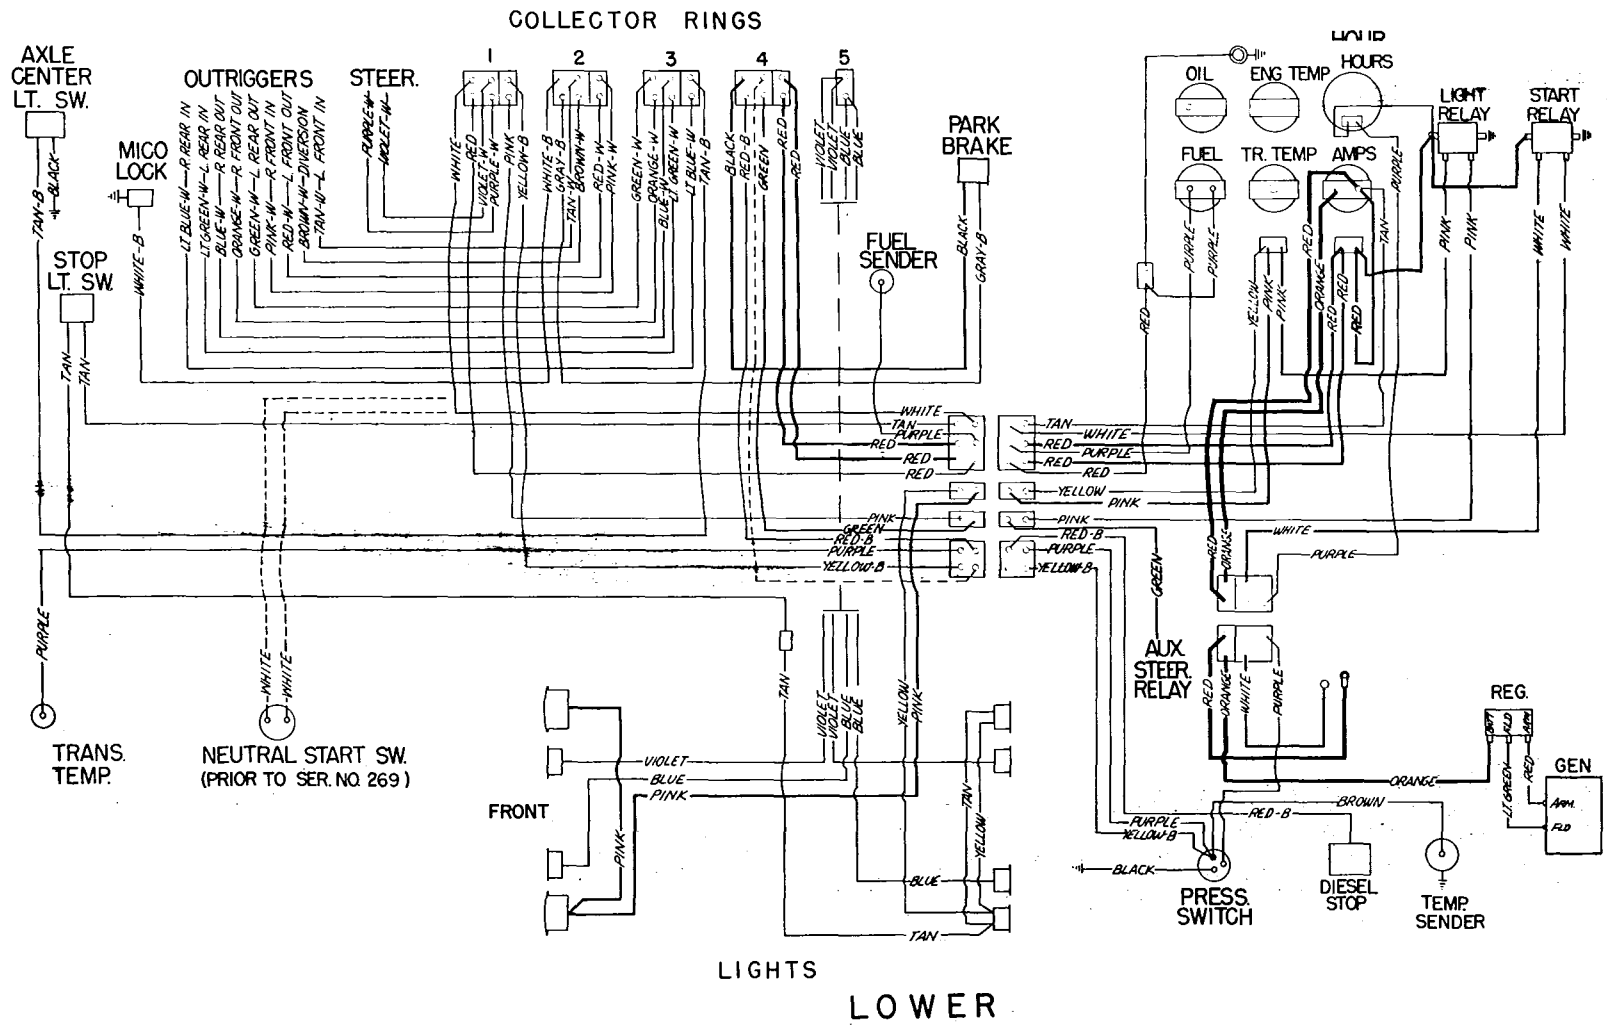 COLLECTOR RINGS
1
2
3
4
5
AXLE
CENTER
LT. SW.
OUTRIGGERS
STEER.
MICO
LOCK
STOP
LT. SW.
TAN-B
BLACK
WHITE-B
TAN
TAN
LT BLUE-W—R.REAR IN
LT GREEN-W—L REAR IN
BLUE-W—R REAR OUT
ORANGE-W—R. FRONT OUT
GREEN-W—L REAR OUT
PINK-W—R. FRONT IN
RED-W—L FRONT OUT
BROWN-W—DIVERSION
TAN-W—L FRONT IN
PURPLE-W
VIOLET-W
WHITE
RED
VIOLET-W
PURPLE-W
PINK
YELLOW-B
WHITE-B
GRAY-B
TAN-W
BROWN-W
RED-W
PINK-W
GREEN-W
ORANGE-W
BLUE-W
LT GREEN-W
LT BLUE-W
TAN-B
BLACK
RED-B
GREEN
RED
RED
VIOLET
VIOLET
BLUE
BLUE
PARK
BRAKE
BLACK
GRAY-B
FUEL
SENDER
HOUR
HOURS
OIL
ENG TEMP
FUEL
TR. TEMP
AMPS
LIGHT
RELAY
START
RELAY
RED
PURPLE
PURPLE
YELLOW
PINK
PINK
RED
ORANGE
RED
RED
RED
TAN
PURPLE
PINK
PINK
WHITE
WHITE
WHITE
TAN
PURPLE
RED
RED
RED
PINK
GREEN
RED-B
PURPLE
YELLOW-B
TAN
WHITE
RED
PURPLE
RED
RED
YELLOW
PINK
PINK
RED-B
PURPLE
YELLOW-B
GREEN
RED
ORANGE
WHITE
PURPLE
AUX.
STEER.
RELAY
RED
ORANGE
WHITE
PURPLE
PURPLE
TRANS.
TEMP.
WHITE
WHITE
NEUTRAL START SW.
(PRIOR TO SER. NO. 269)
TAN
VIOLET
VIOLET
BLUE
BLUE
YELLOW
PINK
VIOLET
BLUE
PINK
FRONT
PINK
BLUE
TAN
TAN
YELLOW
REG.
BAT
FLD
ARM
GEN
ARM.
FLD
LT GREEN
RED
ORANGE
BROWN
RED-B
PURPLE
YELLOW-B
BLACK
PRESS.
SWITCH
DIESEL
STOP
TEMP.
SENDER
LIGHTS
LOWER